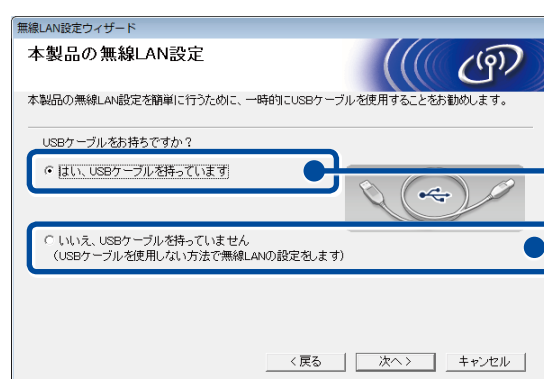 無線LAN設定ウィザード
本製品の無線LAN設定
本製品の無線LAN設定を簡単に行うために、一時的にUSBケーブルを使用することをお勧めします。
USBケーブルをお持ちですか？
はい、USBケーブルを持っています
いいえ、USBケーブルを持っていません
（USBケーブルを使用しない方法で無線LANの設定をします）
＜戻る 次へ＞ キャンセル